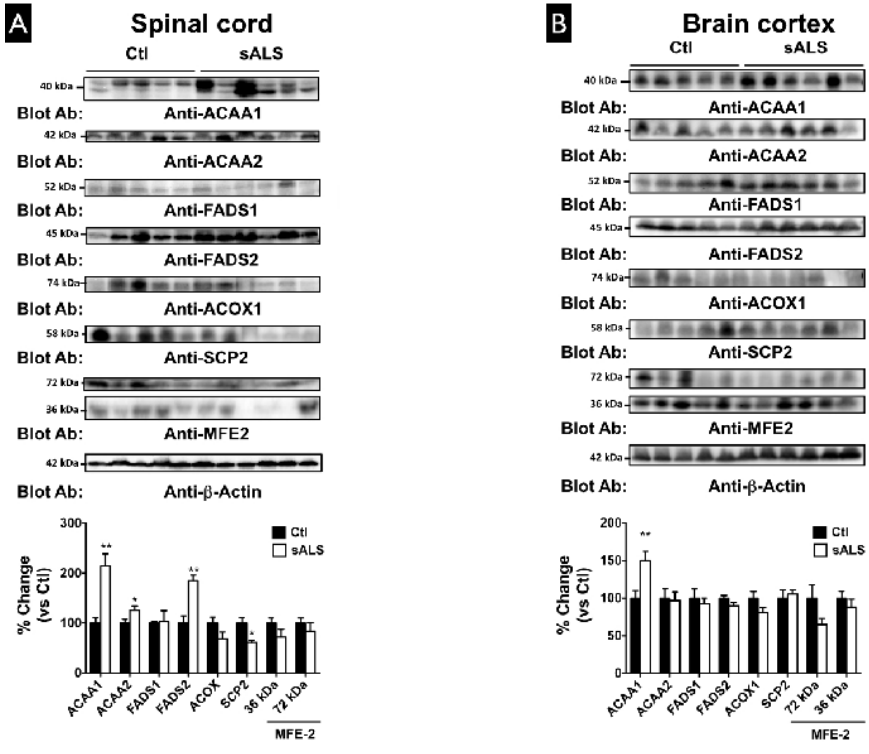 A
Spinal cord
Ctl sALS
40 kDa
Blot Ab: Anti-ACAA1
42 kDa
Blot Ab: Anti-ACAA2
52 kDa
Blot Ab: Anti-FADS1
45 kDa
Blot Ab: Anti-FADS2
74 kDa
Blot Ab: Anti-ACOX1
58 kDa
Blot Ab: Anti-SCP2
72 kDa
36 kDa
Blot Ab: Anti-MFE2
42 kDa
Blot Ab: Anti-β-Actin
% Change
(vs Ctl)
300
200
100
0
Ctl
sALS
**
*
**
*
ACAA1 ACAA2 FADS1 FADS2 ACOX SCP2 36 kDa 72 kDa
MFE-2
B
Brain cortex
Ctl sALS
40 kDa
Blot Ab: Anti-ACAA1
42 kDa
Blot Ab: Anti-ACAA2
52 kDa
Blot Ab: Anti-FADS1
45 kDa
Blot Ab: Anti-FADS2
74 kDa
Blot Ab: Anti-ACOX1
58 kDa
Blot Ab: Anti-SCP2
72 kDa
36 kDa
Blot Ab: Anti-MFE2
42 kDa
Blot Ab: Anti-β-Actin
% Change
(vs Ctl)
200
150
100
50
0
Ctl
sALS
**
ACAA1 ACAA2 FADS1 FADS2 ACOX1 SCP2 72 kDa 36 kDa
MFE-2